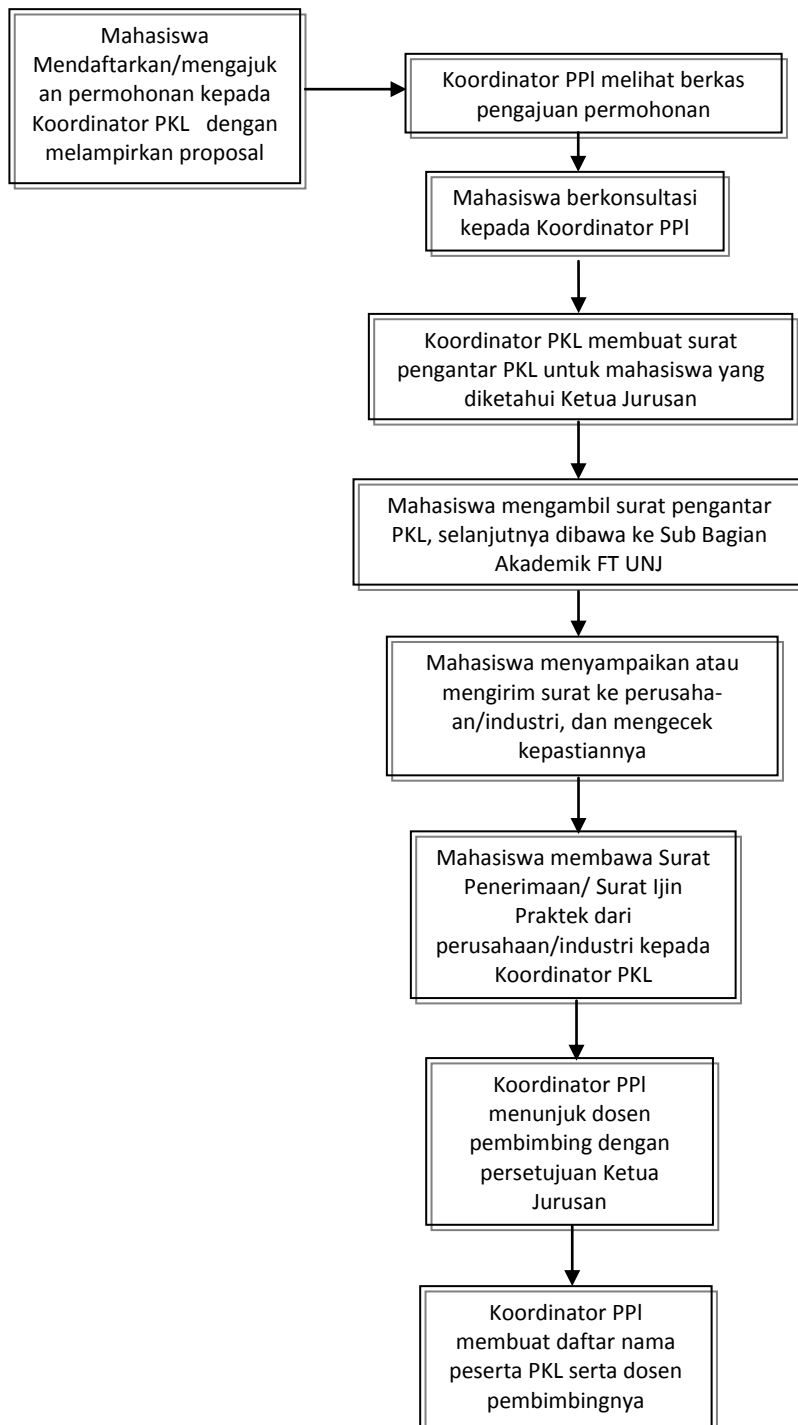 Mahasiswa
Mendaftarkan/mengajuk
an permohonan kepada
Koordinator PKL   dengan
melampirkan proposal
Koordinator PPl melihat berkas
pengajuan permohonan
Mahasiswa berkonsultasi
kepada Koordinator PPl
Koordinator PKL membuat surat
pengantar PKL untuk mahasiswa yang
diketahui Ketua Jurusan
Mahasiswa mengambil surat pengantar
PKL, selanjutnya dibawa ke Sub Bagian
Akademik FT UNJ
Mahasiswa menyampaikan atau
mengirim surat ke perusaha-
an/industri, dan mengecek
kepastiannya
Mahasiswa membawa Surat
Penerimaan/ Surat Ijin
Praktek dari
perusahaan/industri kepada
Koordinator PKL
Koordinator PPl
menunjuk dosen
pembimbing dengan
persetujuan Ketua
Jurusan
Koordinator PPl
membuat daftar nama
peserta PKL serta dosen
pembimbingnya